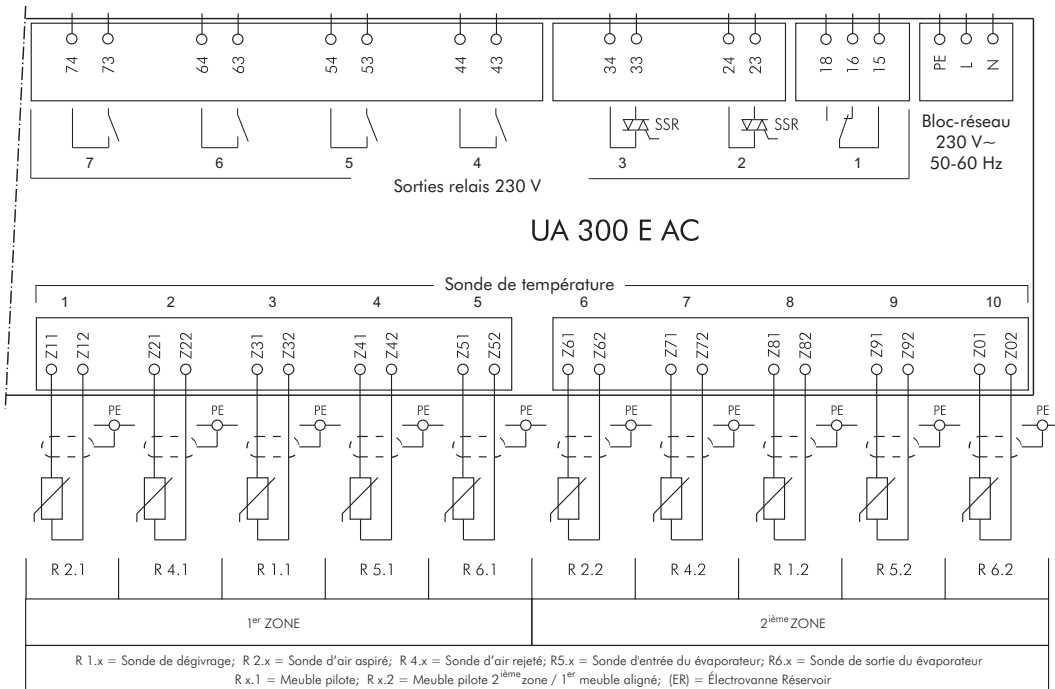 74 73 64 63 54 53 44 43 34 33 24 23 18 16 15 PE L N
SSR SSR
7 6 5 4 3 2 1
Bloc-réseau
230 V~
50-60 Hz
Sorties relais 230 V
UA 300 E AC
Sonde de température
1 2 3 4 5 6 7 8 9 10
Z11 Z12 Z21 Z22 Z31 Z32 Z41 Z42 Z51 Z52 Z61 Z62 Z71 Z72 Z81 Z82 Z91 Z92 Z01 Z02
PE PE PE PE PE PE PE PE PE PE
R 2.1 R 4.1 R 1.1 R 5.1 R 6.1 R 2.2 R 4.2 R 1.2 R 5.2 R 6.2
1er ZONE 2ième ZONE
R 1.x = Sonde de dégivrage; R 2.x = Sonde d'air aspiré; R 4.x = Sonde d'air rejeté; R5.x = Sonde d'entrée du évaporateur; R6.x = Sonde de sortie du évaporateur
R x.1 = Meuble pilote; R x.2 = Meuble pilote 2ième zone / 1er meuble aligné; (ER) = Électrovanne Réservoir